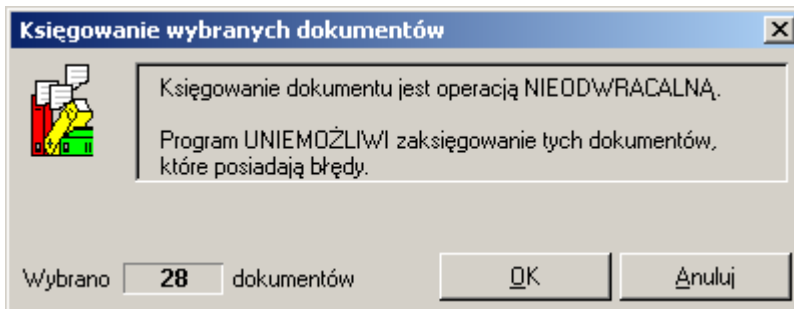 Księgowanie wybranych dokumentów
Księgowanie dokumentu jest operacją NIEODWRACALNĄ.
Program UNIEMOŻLIWI zaksięgowanie tych dokumentów,
które posiadają błędy.
Wybrano 28 dokumentów OK Anuluj